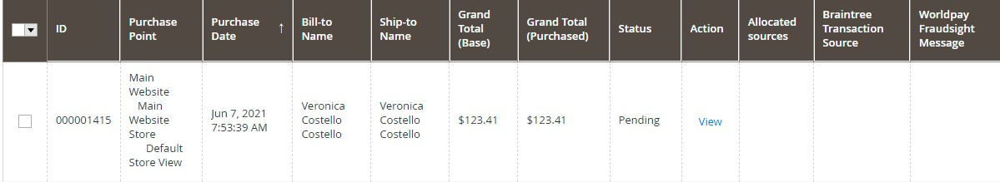 ID
Purchase
Point
Purchase
Date
Bill-to
Name
Ship-to
Name
Grand
Total
(Base)
Grand Total
(Purchased)
Status
Action
Allocated
sources
Braintree
Transaction
Source
Worldpay
Fraudsight
Message
000001415
Main
Website
Main
Website
Store
Default
Store View
Jun 7, 2021
7:53:39 AM
Veronica
Costello
Costello
Veronica
Costello
Costello
$123.41
$123.41
Pending
View